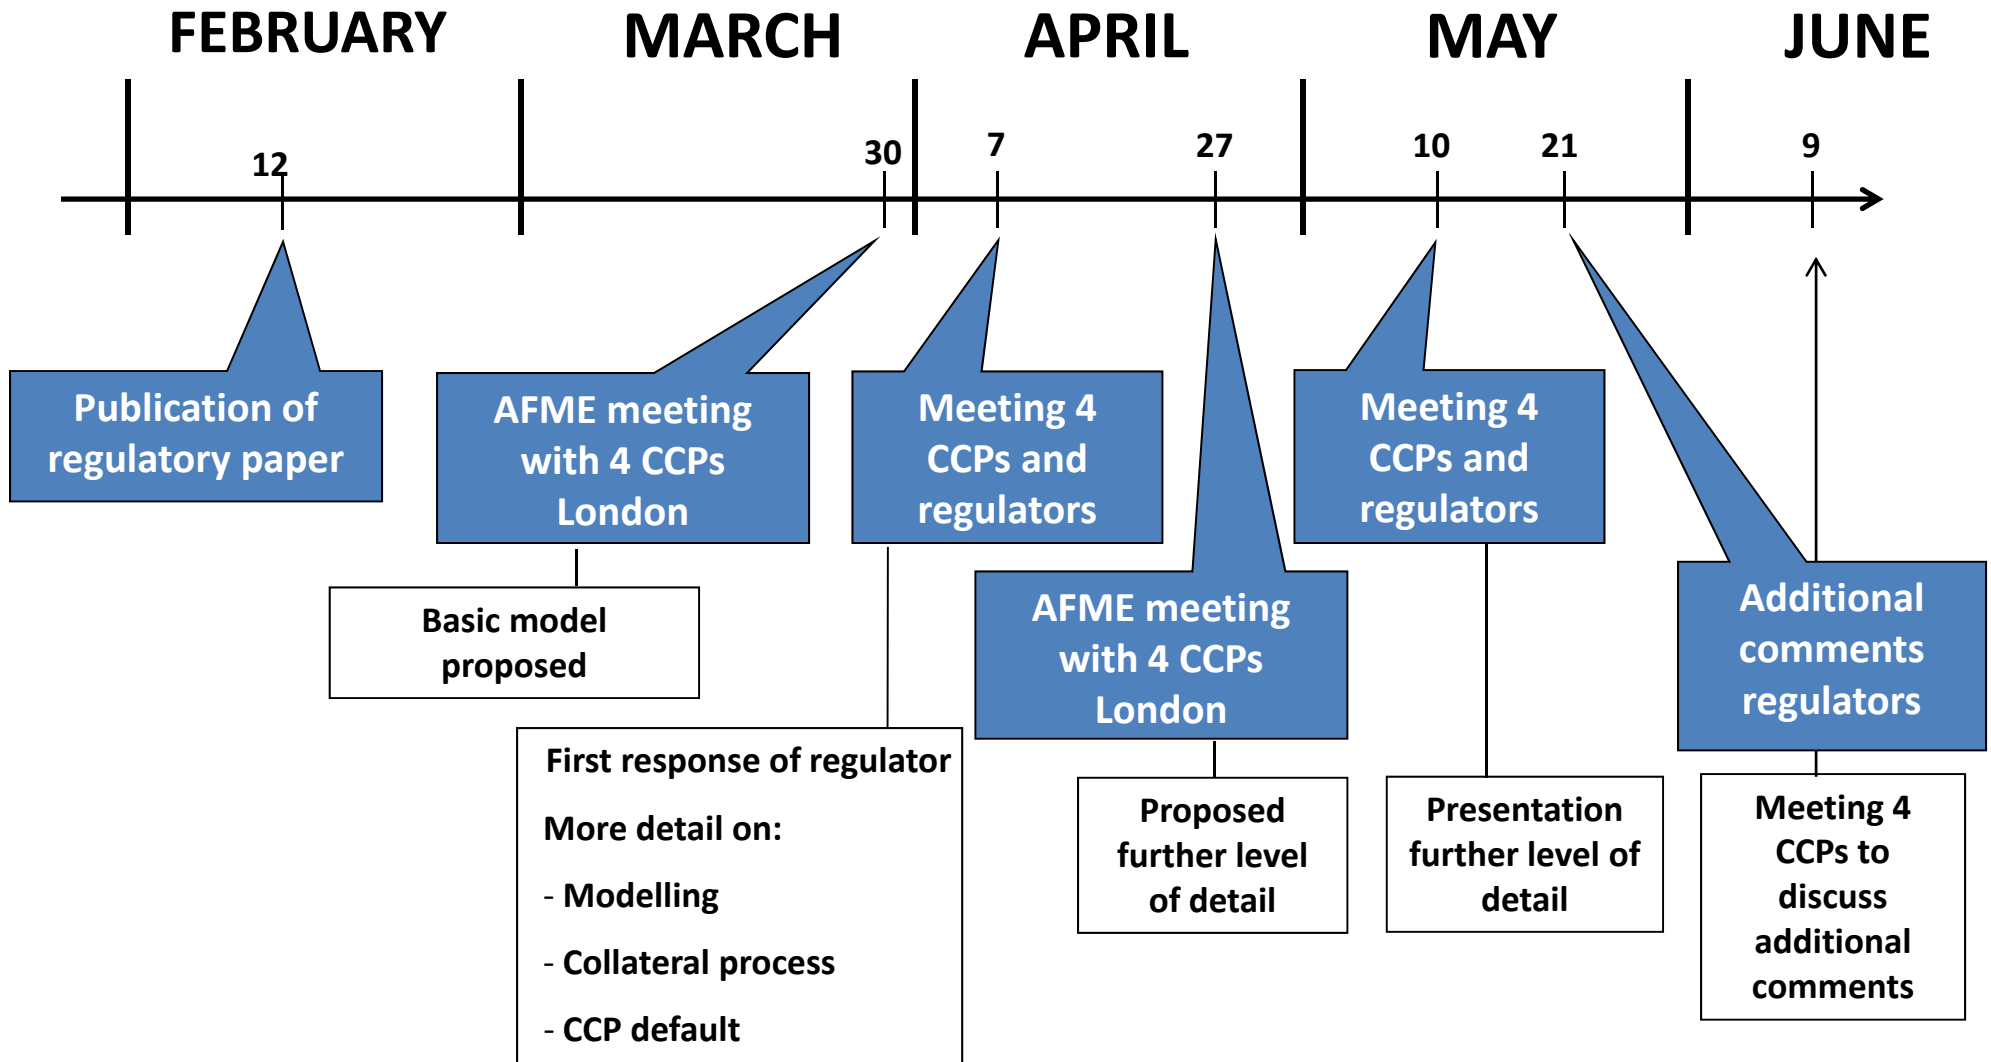 FEBRUARY
MARCH
APRIL
MAY
JUNE
12
30
7
27
10
21
9
Publication of
regulatory paper
AFME meeting
with 4 CCPs
London
Meeting 4
CCPs and
regulators
AFME meeting
with 4 CCPs
London
Meeting 4
CCPs and
regulators
Additional
comments
regulators
Basic model
proposed
First response of regulator
More detail on:
- Modelling
- Collateral process
- CCP default
Proposed
further level
of detail
Presentation
further level of
detail
Meeting 4
CCPs to
discuss
additional
comments